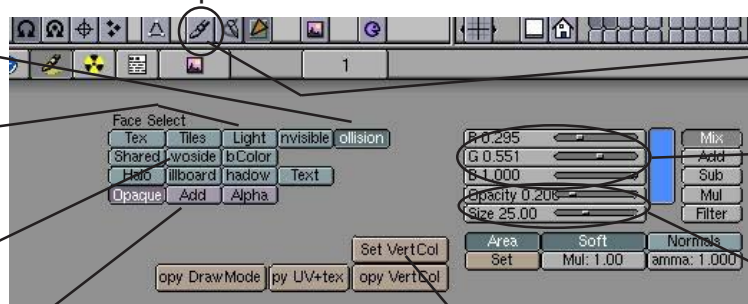 1
Face Select
Tex Tiles Light nvisible ollision
Shared woside bColor
Halo illboard hadow Text
Opaque Add Alpha
R 0.295
G 0.551
B 1.000
Opacity 0.206
Size 25.00
Mix
Add
Sub
Mul
Filter
Set VertCol
opy DrawMode py UV+tex opy VertCol
Area Soft Normals
Set Mul: 1.00 amma: 1.000